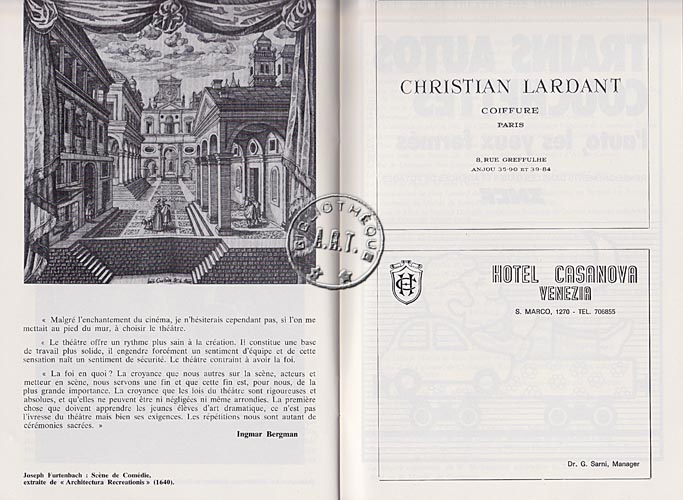 « Malgré l'enchantement du cinéma, je n'hésiterais cependant pas, si l'on me
mettait au pied du mur, à choisir le théâtre.
« Le théâtre offre un rythme plus sain à la création. Il constitue une base
de travail plus solide, il engendre forcément un sentiment d'équipe et de cette
sensation naît un sentiment de sécurité. Le théâtre contraint à avoir la foi.
« La foi en quoi ? La croyance que nous autres sur la scène, acteurs et
metteur en scène, nous servons une fin et que cette fin est, pour nous, de la
plus grande importance. La croyance que les lois du théâtre sont rigoureuses et
absolues, et qu'elles ne peuvent être ni négligées ni même arrondies. La première
chose que doivent apprendre les jeunes élèves d'art dramatique, ce n'est pas
l'ivresse du théâtre mais bien ses exigences. Les répétitions nous sont autant de
cérémonies sacrées. »
Ingmar Bergman
Joseph Furtenbach : Scène de Comédie,
extraite de « Architectura Recreationis » (1640).
BIBLIOTHÈQUE
A.R.T.
CHRISTIAN LARDANT
COIFFURE
PARIS
8, RUE GREFFULHE
ANJOU 35-90 ET 39-84
HOTEL CASANOVA
VENEZIA
S. MARCO, 1270 - TEL. 706855
Dr. G. Sarni, Manager
TRAINS AUTOS
COUCHETTES
l'auto, les yeux fermés